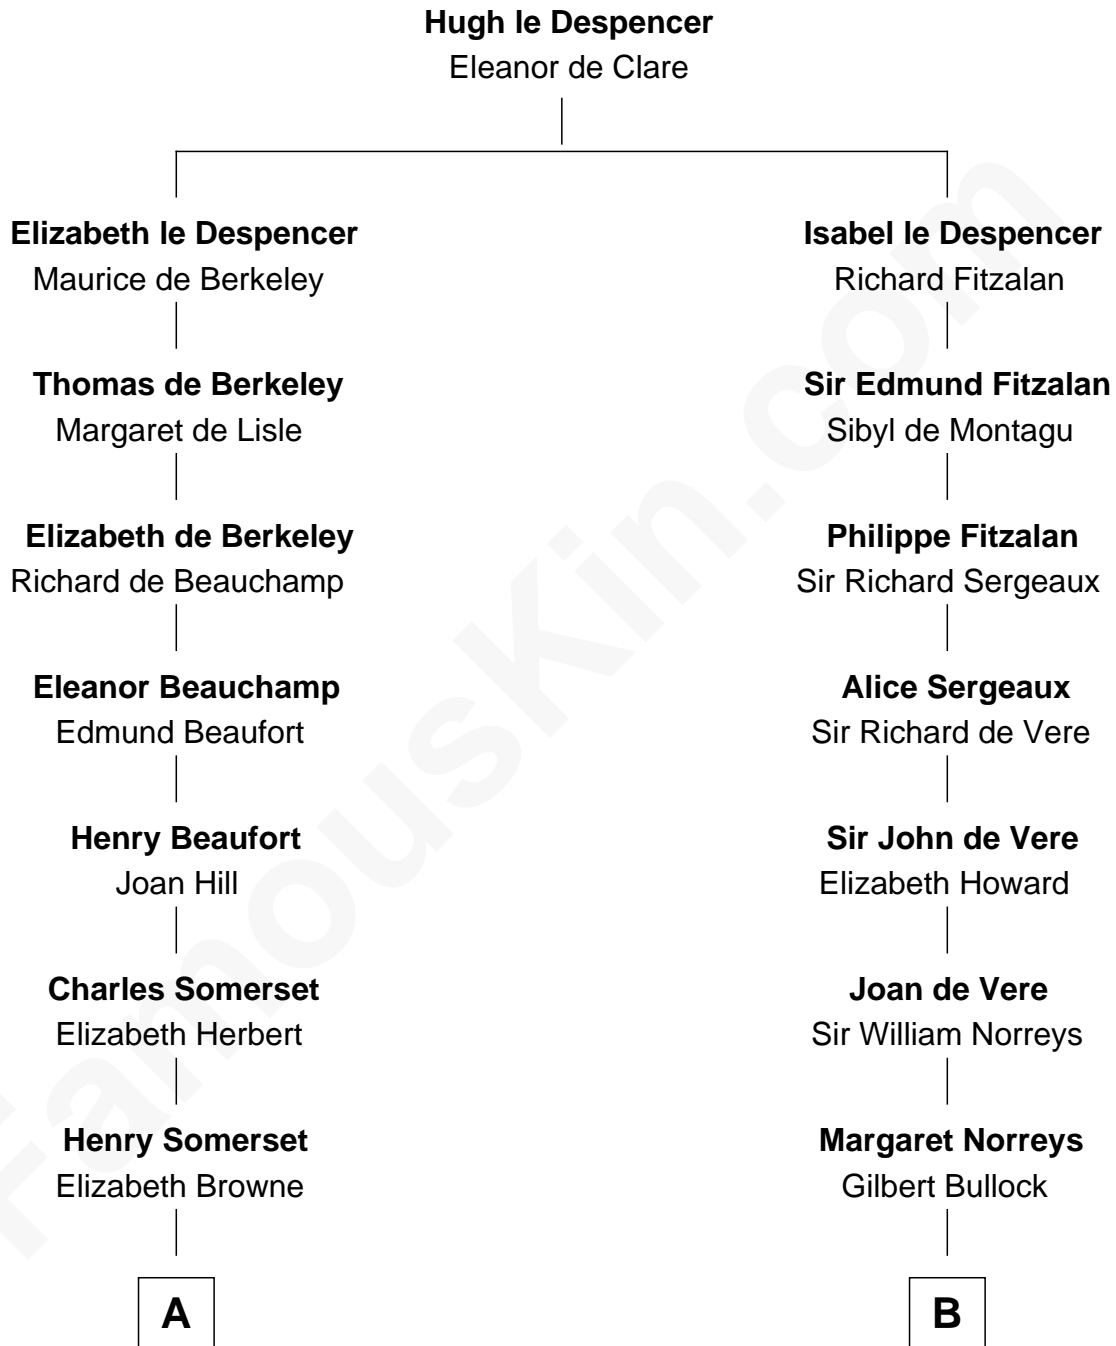 Hugh le Despencer
Eleanor de Clare
Elizabeth le Despencer
Maurice de Berkeley
Isabel le Despencer
Richard Fitzalan
Thomas de Berkeley
Margaret de Lisle
Sir Edmund Fitzalan
Sibyl de Montagu
Elizabeth de Berkeley
Richard de Beauchamp
Philippe Fitzalan
Sir Richard Sergeaux
Eleanor Beauchamp
Edmund Beaufort
Alice Sergeaux
Sir Richard de Vere
Henry Beaufort
Joan Hill
Sir John de Vere
Elizabeth Howard
Charles Somerset
Elizabeth Herbert
Joan de Vere
Sir William Norreys
Henry Somerset
Elizabeth Browne
Margaret Norreys
Gilbert Bullock
A
B
FamousKin.com